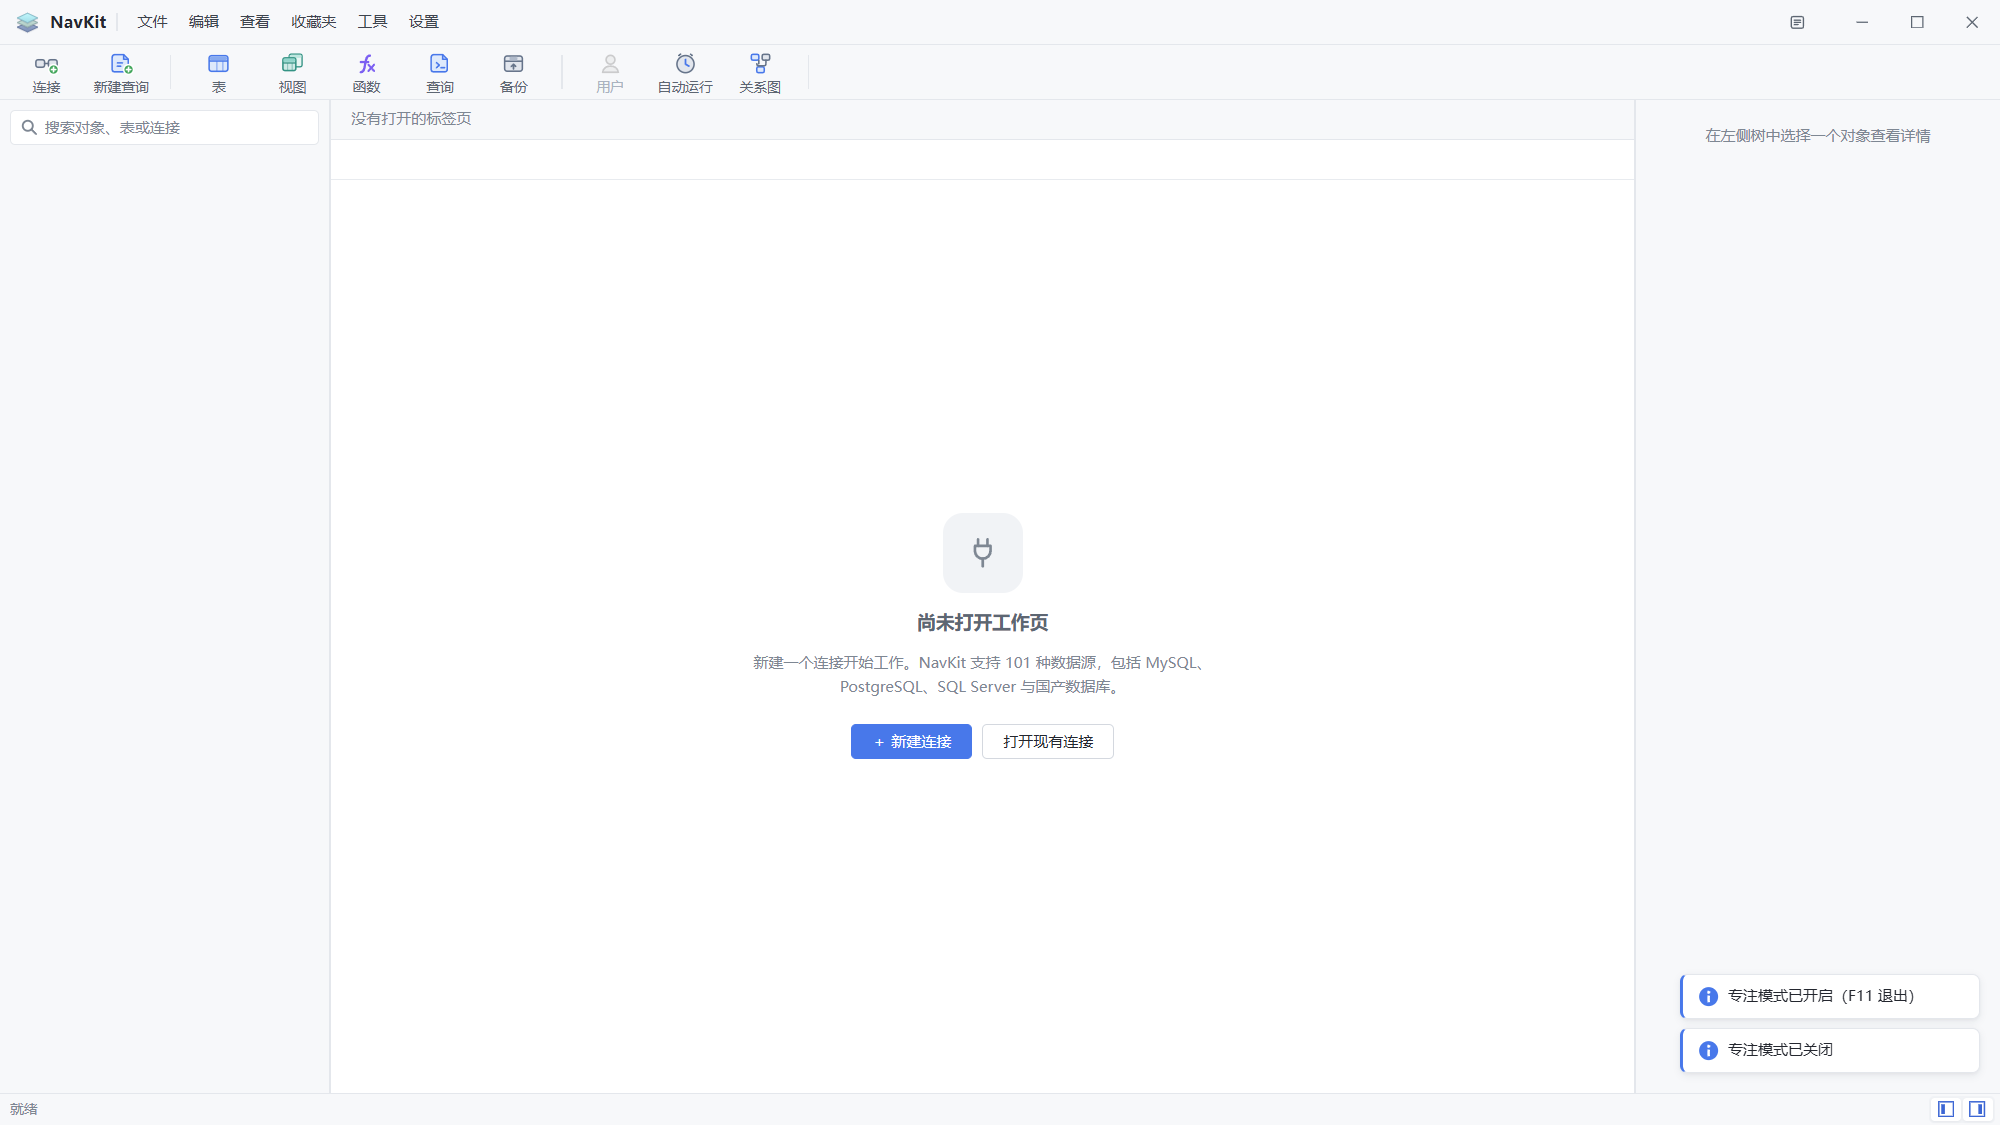 NavKit 文件 编辑 查看 收藏夹 工具 设置
连接 新建查询 表 视图 函数 查询 备份 用户 自动运行 关系图
搜索对象、表或连接
没有打开的标签页
在左侧树中选择一个对象查看详情
尚未打开工作页
新建一个连接开始工作。NavKit 支持 101 种数据源，包括 MySQL、
PostgreSQL、SQL Server 与国产数据库。
+ 新建连接 打开现有连接
专注模式已开启（F11 退出）
专注模式已关闭
就绪